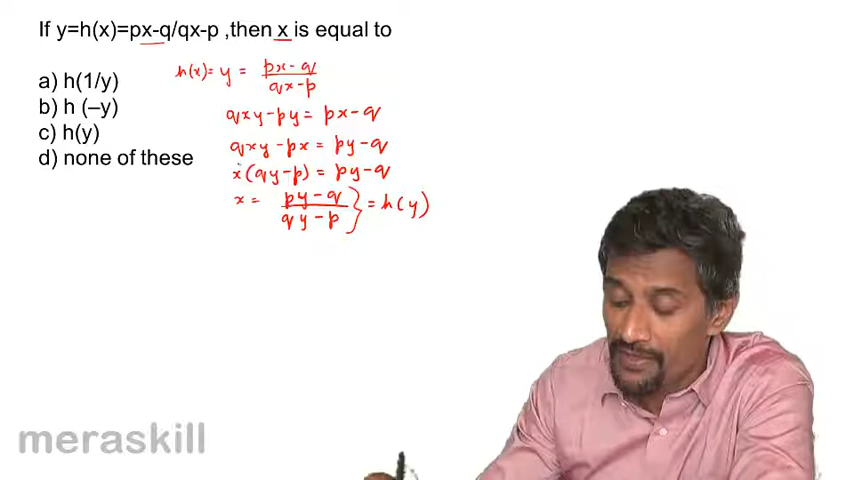 If y=h(x)=px-q/qx-p ,then x is equal to
a) h(1/y)
b) h (–y)
c) h(y)
d) none of these
h(x)= y = px - q / qx - p
qxy - py = px - q
qxy - px = py - q
x(qy - p) = py - q
x = py - q / qy - p } = h(y)
meraskill